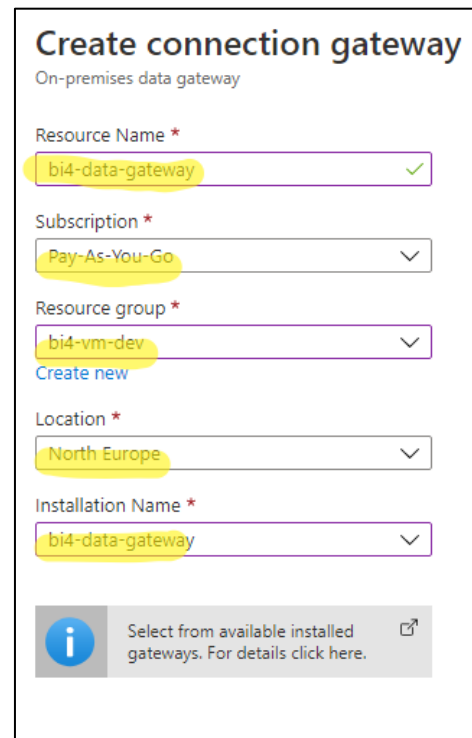 Create connection gateway
On-premises data gateway
Resource Name *
bi4-data-gateway
Subscription *
Pay-As-You-Go
Resource group *
bi4-vm-dev
Create new
Location *
North Europe
Installation Name *
bi4-data-gateway
Select from available installed
gateways. For details click here.